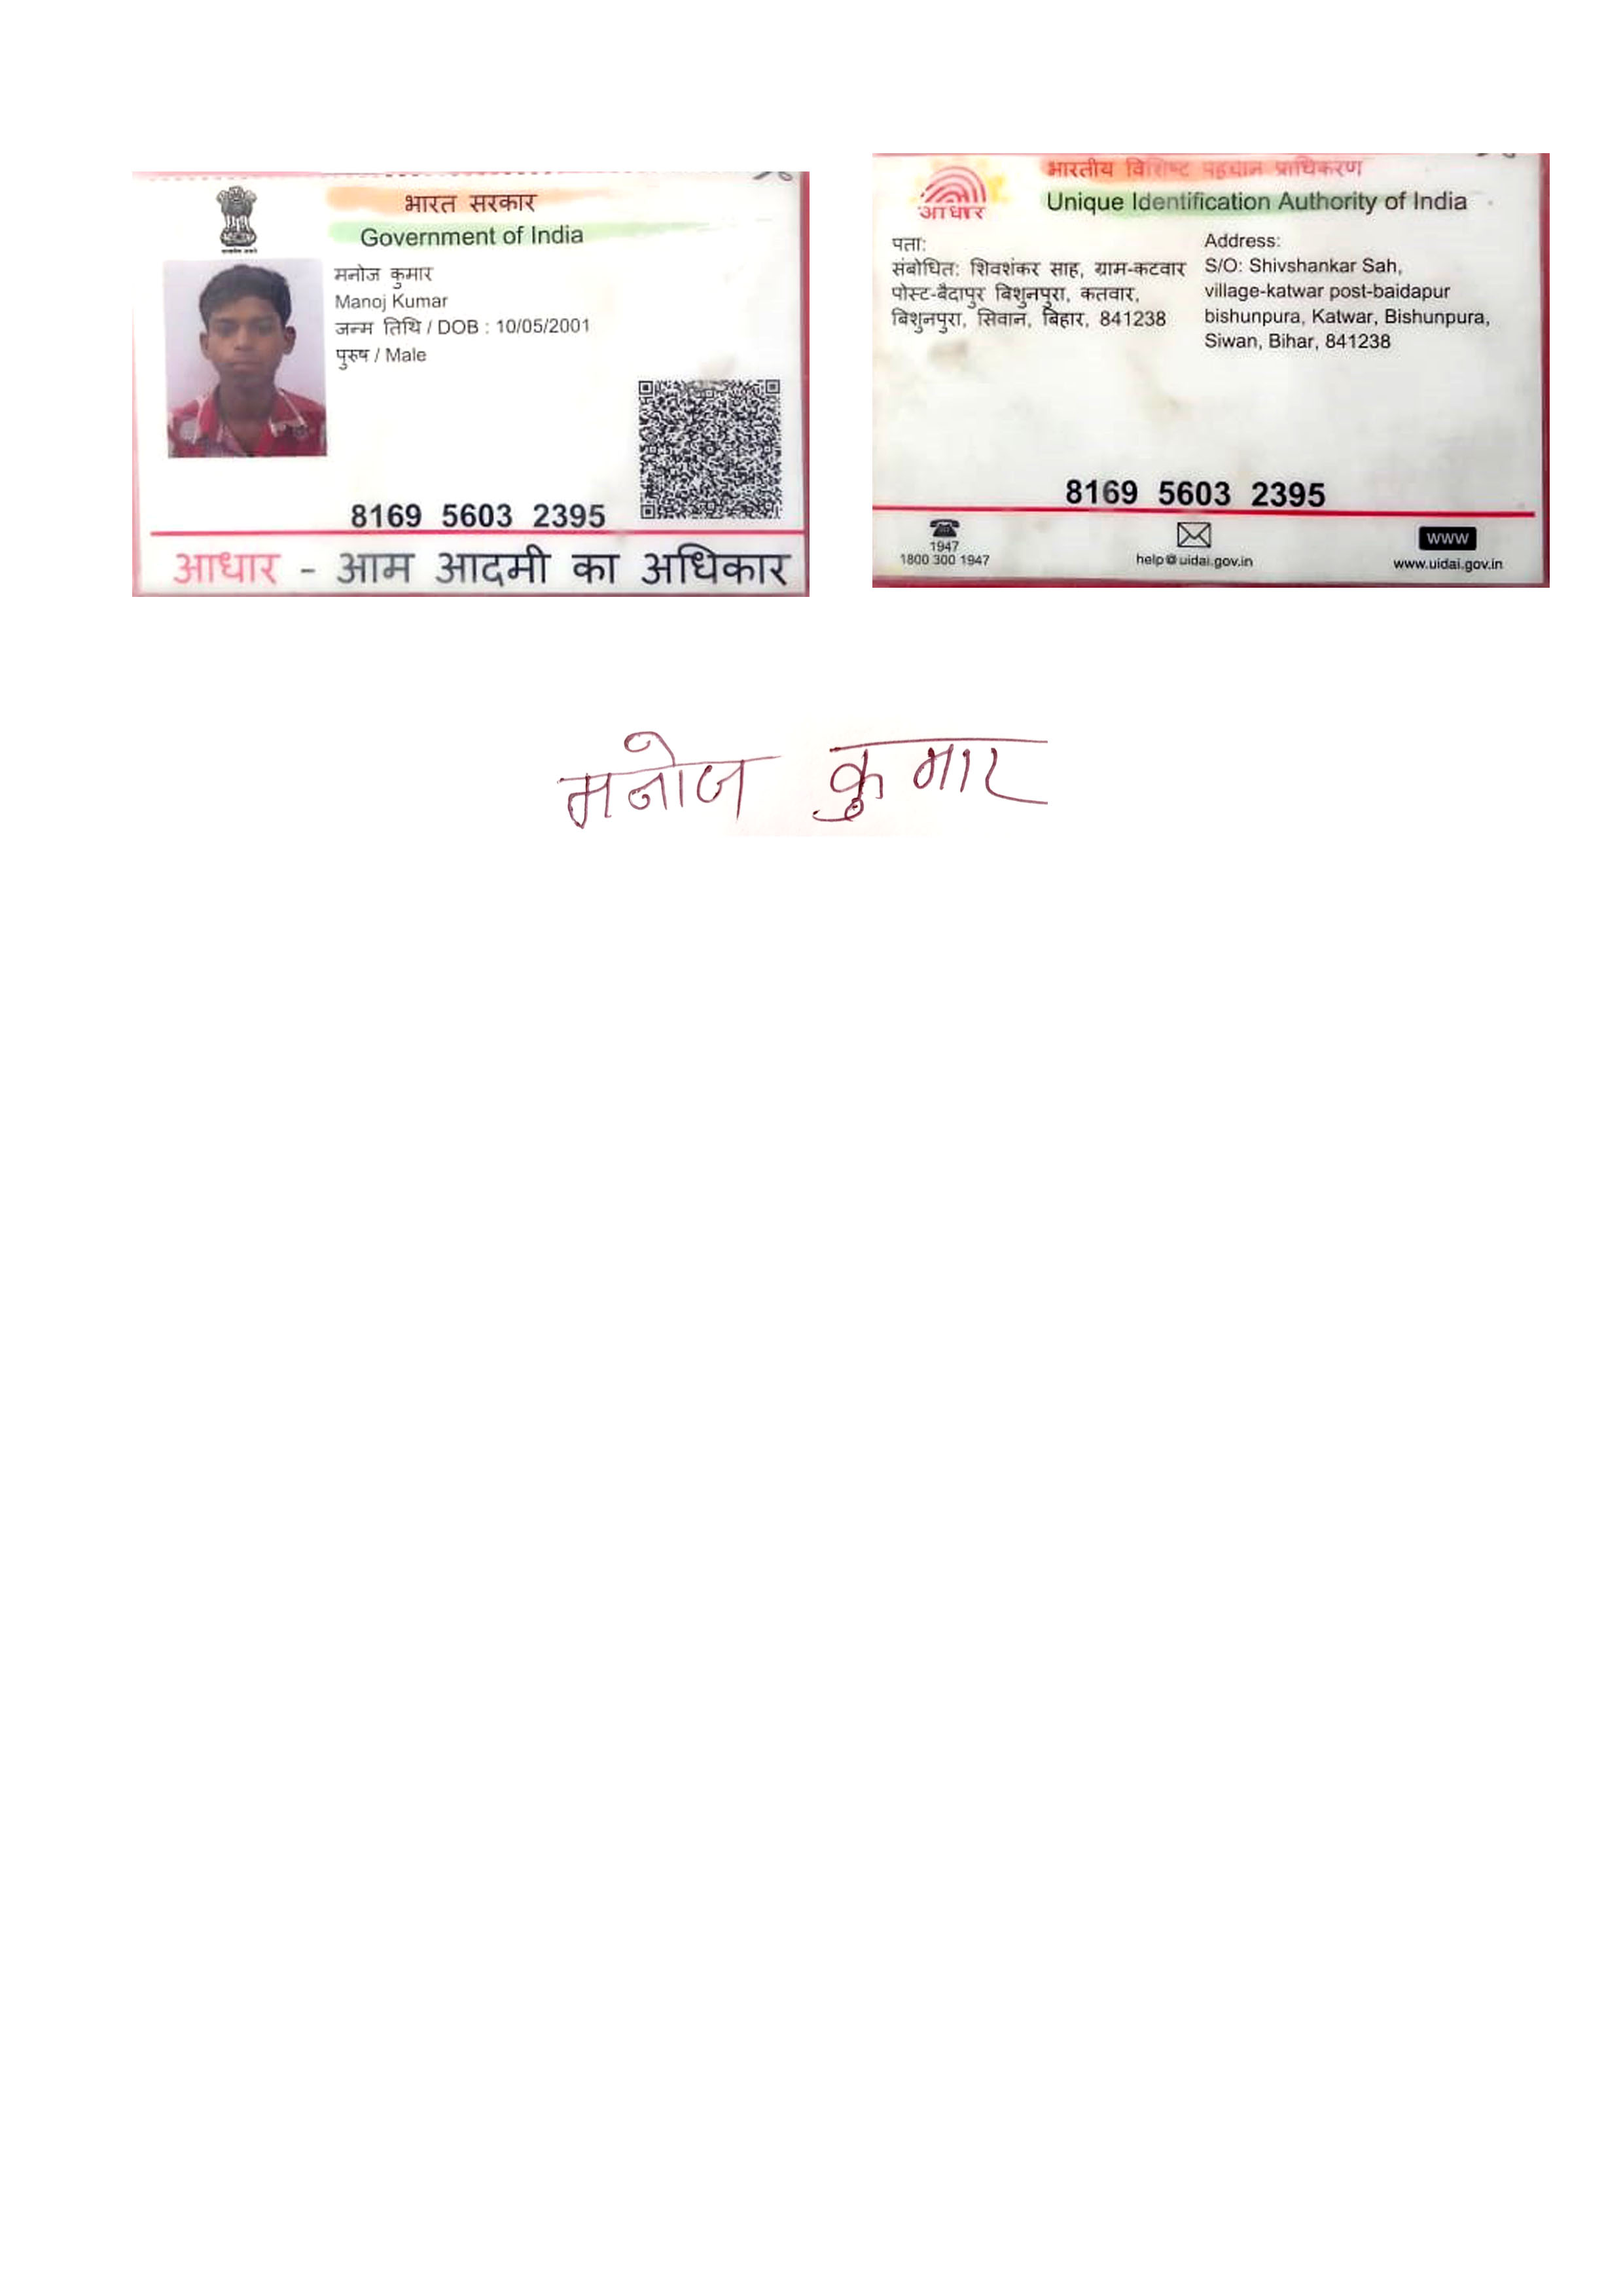 भारत सरकार
Government of India
मनोज कुमार
Manoj Kumar
जन्म तिथि / DOB : 10/05/2001
पुरुष / Male
8169 5603 2395
आधार - आम आदमी का अधिकार
भारतीय विशिष्ट पहचान प्राधिकरण
Unique Identification Authority of India
आधार
पता:
संबोधित: शिवशंकर साह, ग्राम-कटवार
पोस्ट-बैदापुर बिशुनपुरा, कतवार,
बिशुनपुरा, सिवान, बिहार, 841238
Address:
S/O: Shivshankar Sah,
village-katwar post-baidapur
bishunpura, Katwar, Bishunpura,
Siwan, Bihar, 841238
8169 5603 2395
1947
1800 300 1947
help@uidai.gov.in
www
www.uidai.gov.in
मनोज कुमार